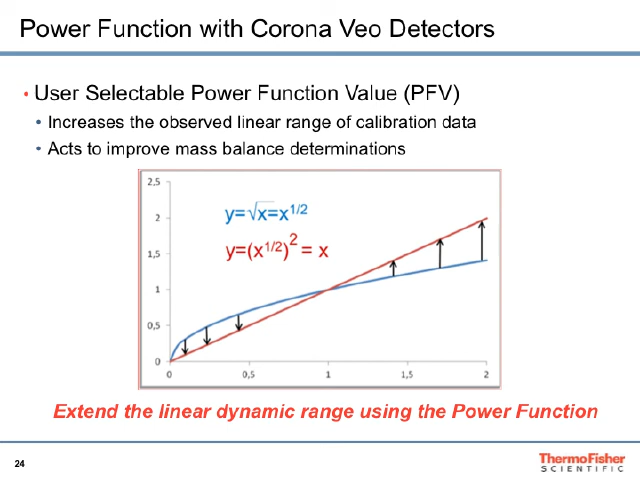 Power Function with Corona Veo Detectors
• User Selectable Power Function Value (PFV)
• Increases the observed linear range of calibration data
• Acts to improve mass balance determinations
2,5
2
1,5
1
0,5
0
y=√x=x^1/2
y=(x^1/2)^2 = x
0
0,5
1
1,5
2
Extend the linear dynamic range using the Power Function
24
ThermoFisher
SCIENTIFIC